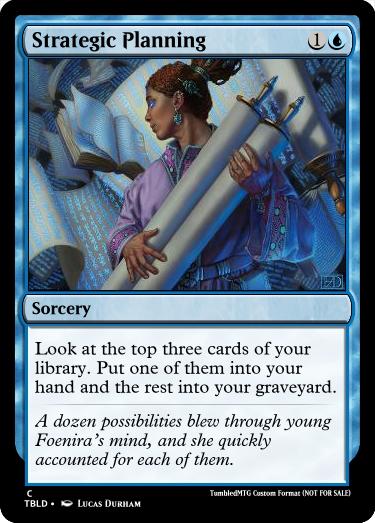 Strategic Planning 1
Sorcery
Look at the top three cards of your
library. Put one of them into your
hand and the rest into your graveyard.
A dozen possibilities blew through young
Foenira's mind, and she quickly
accounted for each of them.
C
TBLD • Lucas Durham
TumbledMTG Custom Format (NOT FOR SALE)